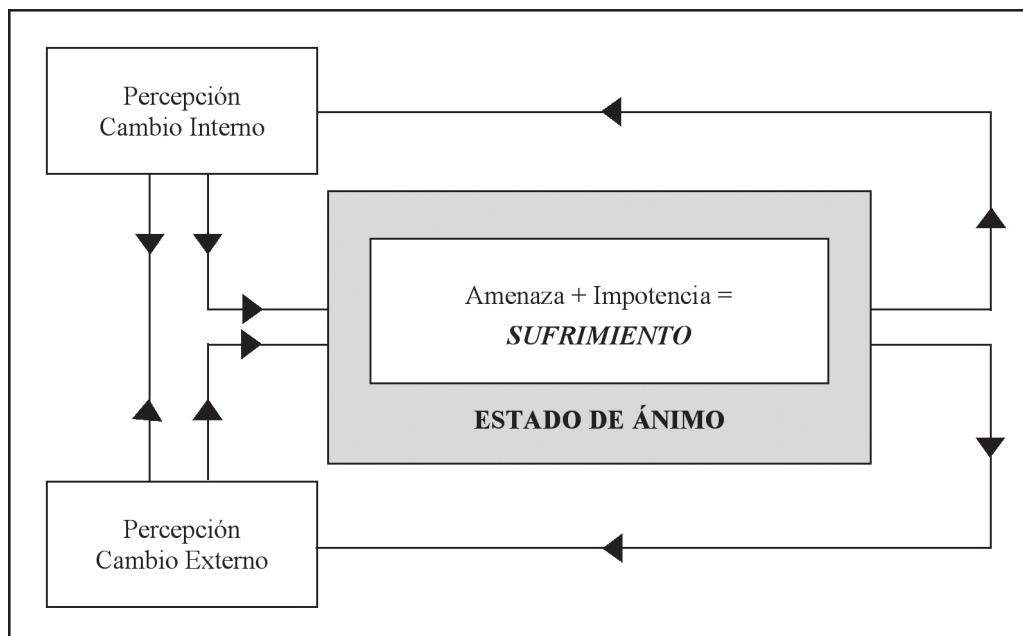 Percepción
Cambio Interno
Amenaza + Impotencia =
SUFRIMIENTO
ESTADO DE ÁNIMO
Percepción
Cambio Externo